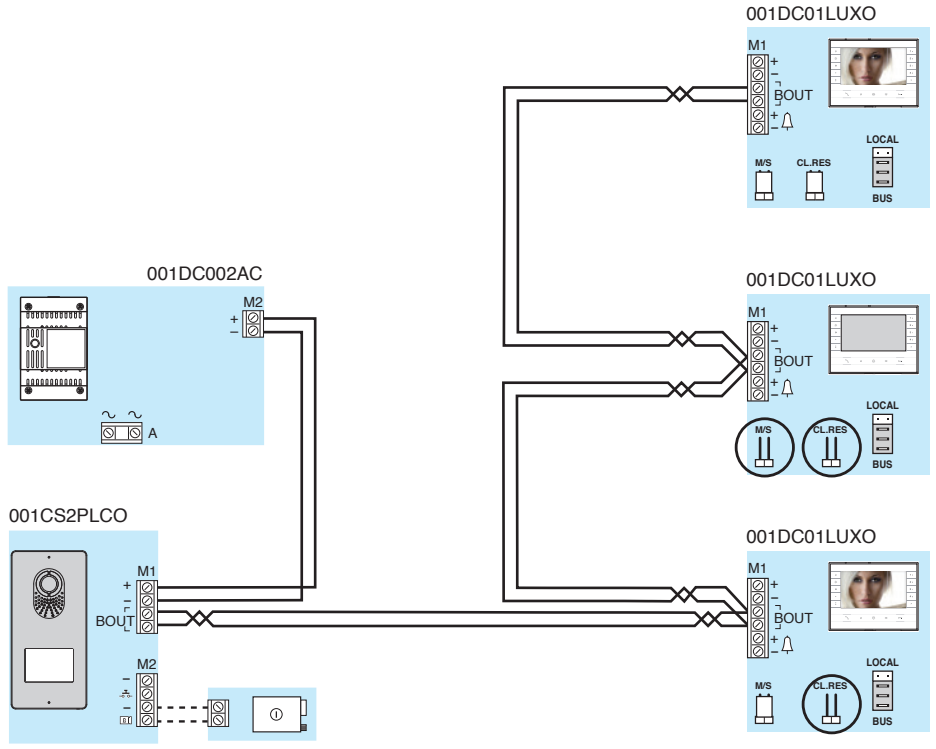 001DC01LUXO
M1
+
−
BOUT
+
−
LOCAL
M/S CL.RES
BUS
001DC002AC
M2
+
−
A
001DC01LUXO
M1
+
−
BOUT
+
−
LOCAL
M/S CL.RES
BUS
001CS2PLCO
M1
+
−
BOUT
M2
−
−
001DC01LUXO
M1
+
−
BOUT
+
−
LOCAL
M/S CL.RES
BUS